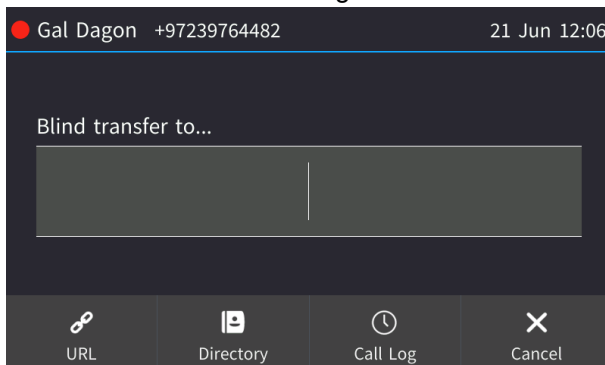 Gal Dagon +97239764482 21 Jun 12:06
Blind transfer to...
URL Directory Call Log Cancel